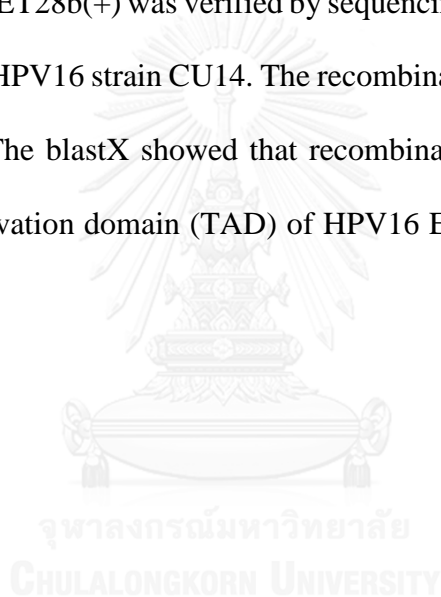 ET28b(+) was verified by sequencin
HPV16 strain CU14. The recombina
The blastX showed that recombina
vation domain (TAD) of HPV16 E
จุฬาลงกรณ์มหาวิทยาลัย
CHULALONGKORN UNIVERSITY